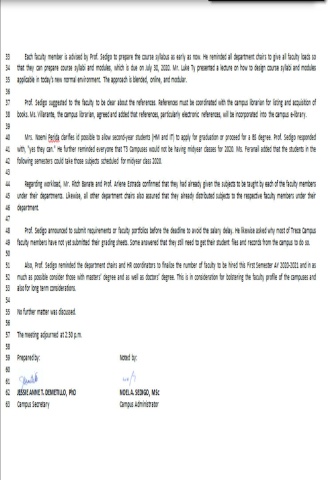 33 Each faculty member is advised by Prof. Sedigo to prepare the course syllabus as early as now. He reminded all department chairs to give all faculty loads so
34 that they can prepare course syllabi and modules, which is due on July 30, 2020. Mr. Luke Ty presented a lecture on how to design course syllabi and modules
35 applicable in today's new normal environment. The approach is blended, online, and modular.
36
37 Prof. Sedigo suggested to the faculty to be clear about the references. References must be coordinated with the campus librarian for listing and acquisition of
38 books. Ms. Villarante, the campus librarian, agreed and added that references, particularly electronic references, will be incorporated into the campus e-library.
39
40 Mrs. Noemi Perida clarifies id possible to allow second-year students (HM and IT) to apply for graduation or proceed for a BS degree. Prof. Sedigo responded
41 with, "yes they can." He further reminded everyone that T3 Campuses would not be having midyear classes for 2020. Ms. Feranail added that the students in the
42 following semesters could take those subjects scheduled for midyear class 2020.
43
44 Regarding workload, Mr. Rich Banate and Prof. Arlene Estrada confirmed that they had already given the subjects to be taught by each of the faculty members
45 under their departments. Likewise, all other department chairs also assured that they already distributed subjects to the respective faculty members under their
46 department.
47
48 Prof. Sedigo announced to submit requirements or faculty portfolios before the deadline to avoid the salary delay. He likewise asked why most of Trece Campus
49 faculty members have not yet submitted their grading sheets. Some answered that they still need to get their student files and records from the campus to do so.
50
51 Also, Prof. Sedigo reminded the department chairs and HR coordinators to finalize the number of faculty to be hired this First Semester AY 2020-2021 and in as
52 much as possible consider those with masters' degree and as well as doctors' degree. This is in consideration for bolstering the faculty profile of the campuses and
53 also for long term considerations.
54
55 No further matter was discussed.
56
57 The meeting adjourned at 2:30 p.m.
58
59 Prepared by: Noted by:
60
61
62 JESSIE ANNE T. DEMETILLO, PhD NOEL A. SEDIGO, MSc
63 Campus Secretary Campus Administrator